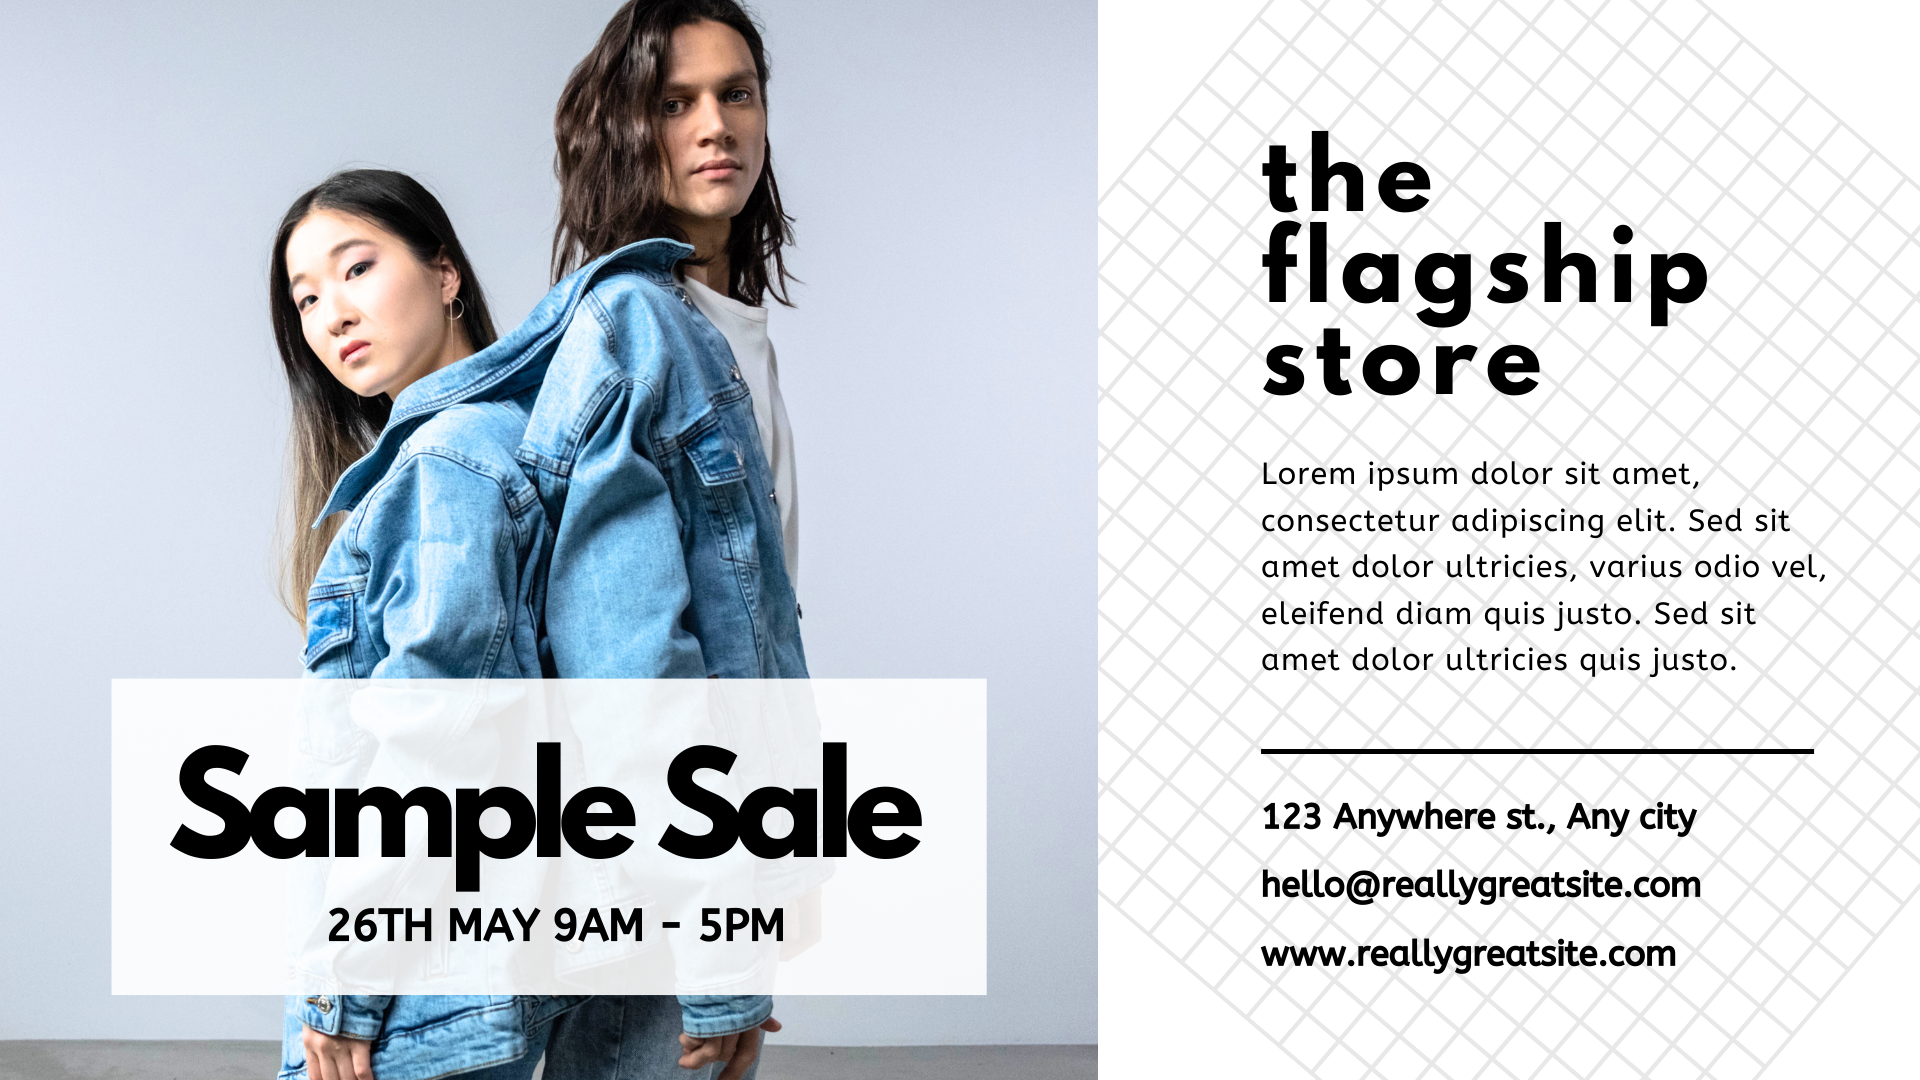 Sample Sale
26TH MAY 9AM - 5PM
the
flagship
store
Lorem ipsum dolor sit amet,
consectetur adipiscing elit. Sed sit
amet dolor ultricies, varius odio vel,
eleifend diam quis justo. Sed sit
amet dolor ultricies quis justo.
123 Anywhere st., Any city
hello@reallygreatsite.com
www.reallygreatsite.com